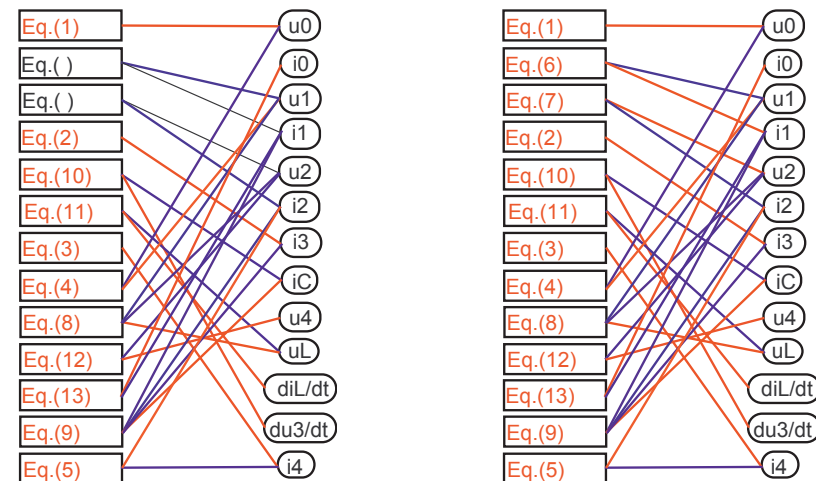 Eq.(1)
u0
Eq.( )
i0
Eq.( )
u1
Eq.(2)
i1
Eq.(10)
u2
Eq.(11)
i2
Eq.(3)
i3
Eq.(4)
iC
Eq.(8)
u4
Eq.(12)
uL
Eq.(13)
diL/dt
Eq.(9)
du3/dt
Eq.(5)
i4
Eq.(1)
u0
Eq.(6)
i0
Eq.(7)
u1
Eq.(2)
i1
Eq.(10)
u2
Eq.(11)
i2
Eq.(3)
i3
Eq.(4)
iC
Eq.(8)
u4
Eq.(12)
uL
Eq.(13)
diL/dt
Eq.(9)
du3/dt
Eq.(5)
i4